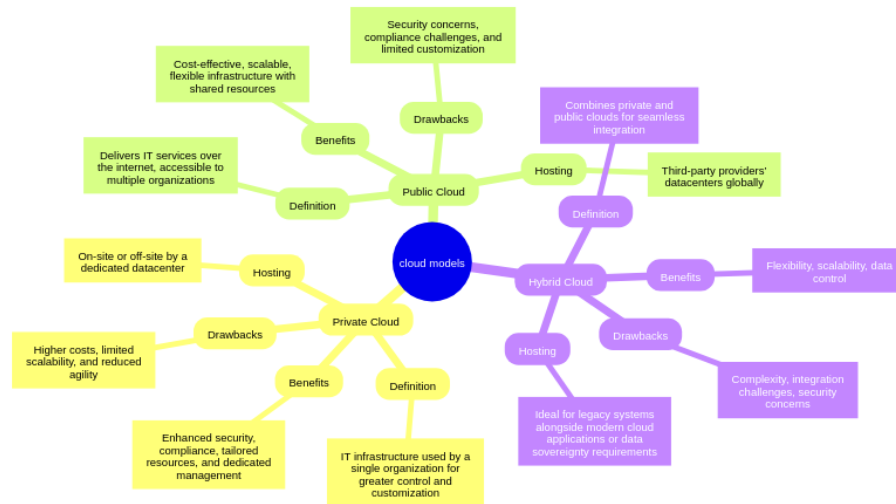 cloud models
Public Cloud
Definition
Delivers IT services over
the internet, accessible to
multiple organizations
Benefits
Cost-effective, scalable,
flexible infrastructure with
shared resources
Drawbacks
Security concerns,
compliance challenges, and
limited customization
Hosting
Third-party providers'
datacenters globally
Hybrid Cloud
Definition
Combines private and
public clouds for seamless
integration
Benefits
Flexibility, scalability, data
control
Drawbacks
Complexity, integration
challenges, security
concerns
Hosting
Ideal for legacy systems
alongside modern cloud
applications or data
sovereignty requirements
Private Cloud
Definition
IT infrastructure used by a
single organization for
greater control and
customization
Benefits
Enhanced security,
compliance, tailored
resources, and dedicated
management
Drawbacks
Higher costs, limited
scalability, and reduced
agility
Hosting
On-site or off-site by a
dedicated datacenter